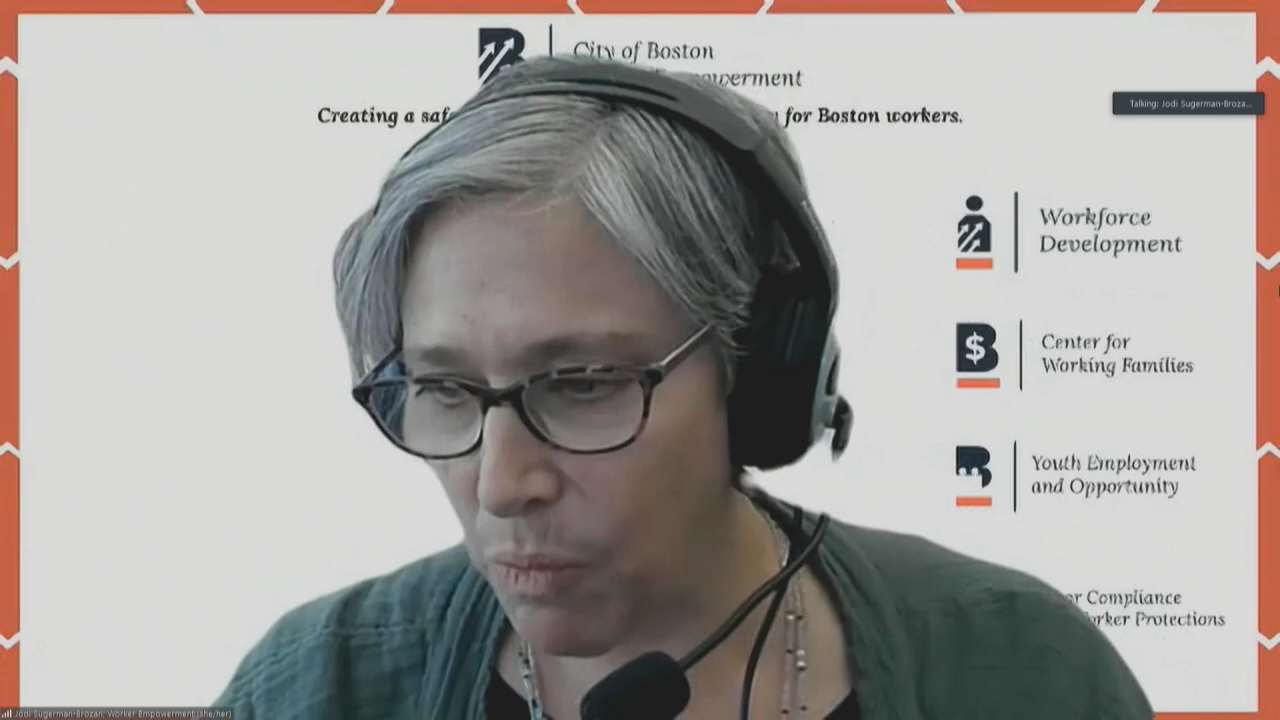 City of Boston
Creating a safe
for Boston workers.
Talking: Jodi Sugerman-Broza...
Workforce
Development
Center for
Working Families
Youth Employment
and Opportunity
Compliance
Protections
Jodi Sugerman-Brozan, Worker Empowerment (she/her)